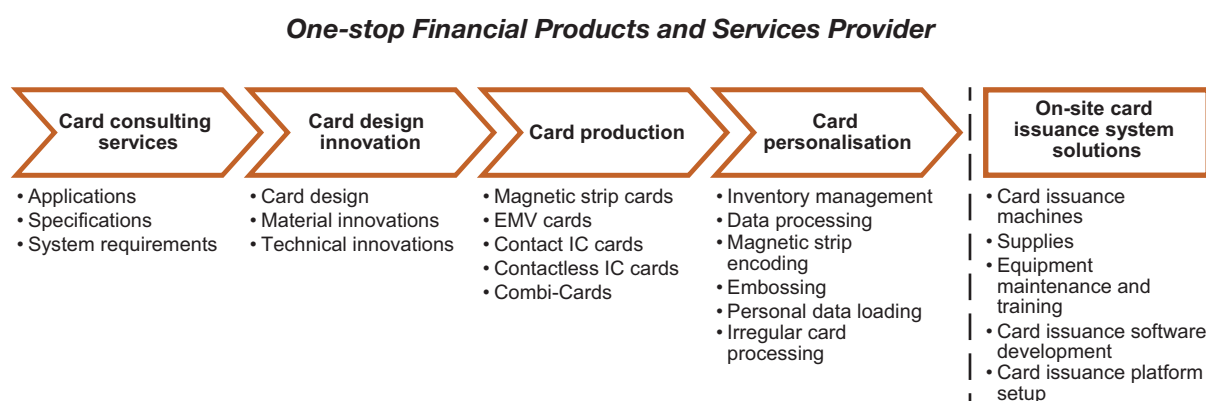 One-stop Financial Products and Services Provider
Card consulting
services
• Applications
• Specifications
• System requirements
Card design
innovation
• Card design
• Material innovations
• Technical innovations
Card production
• Magnetic strip cards
• EMV cards
• Contact IC cards
• Contactless IC cards
• Combi-Cards
Card
personalisation
• Inventory management
• Data processing
• Magnetic strip
encoding
• Embossing
• Personal data loading
• Irregular card
processing
On-site card
issuance system
solutions
• Card issuance
machines
• Supplies
• Equipment
maintenance and
training
• Card issuance software
development
• Card issuance platform
setup